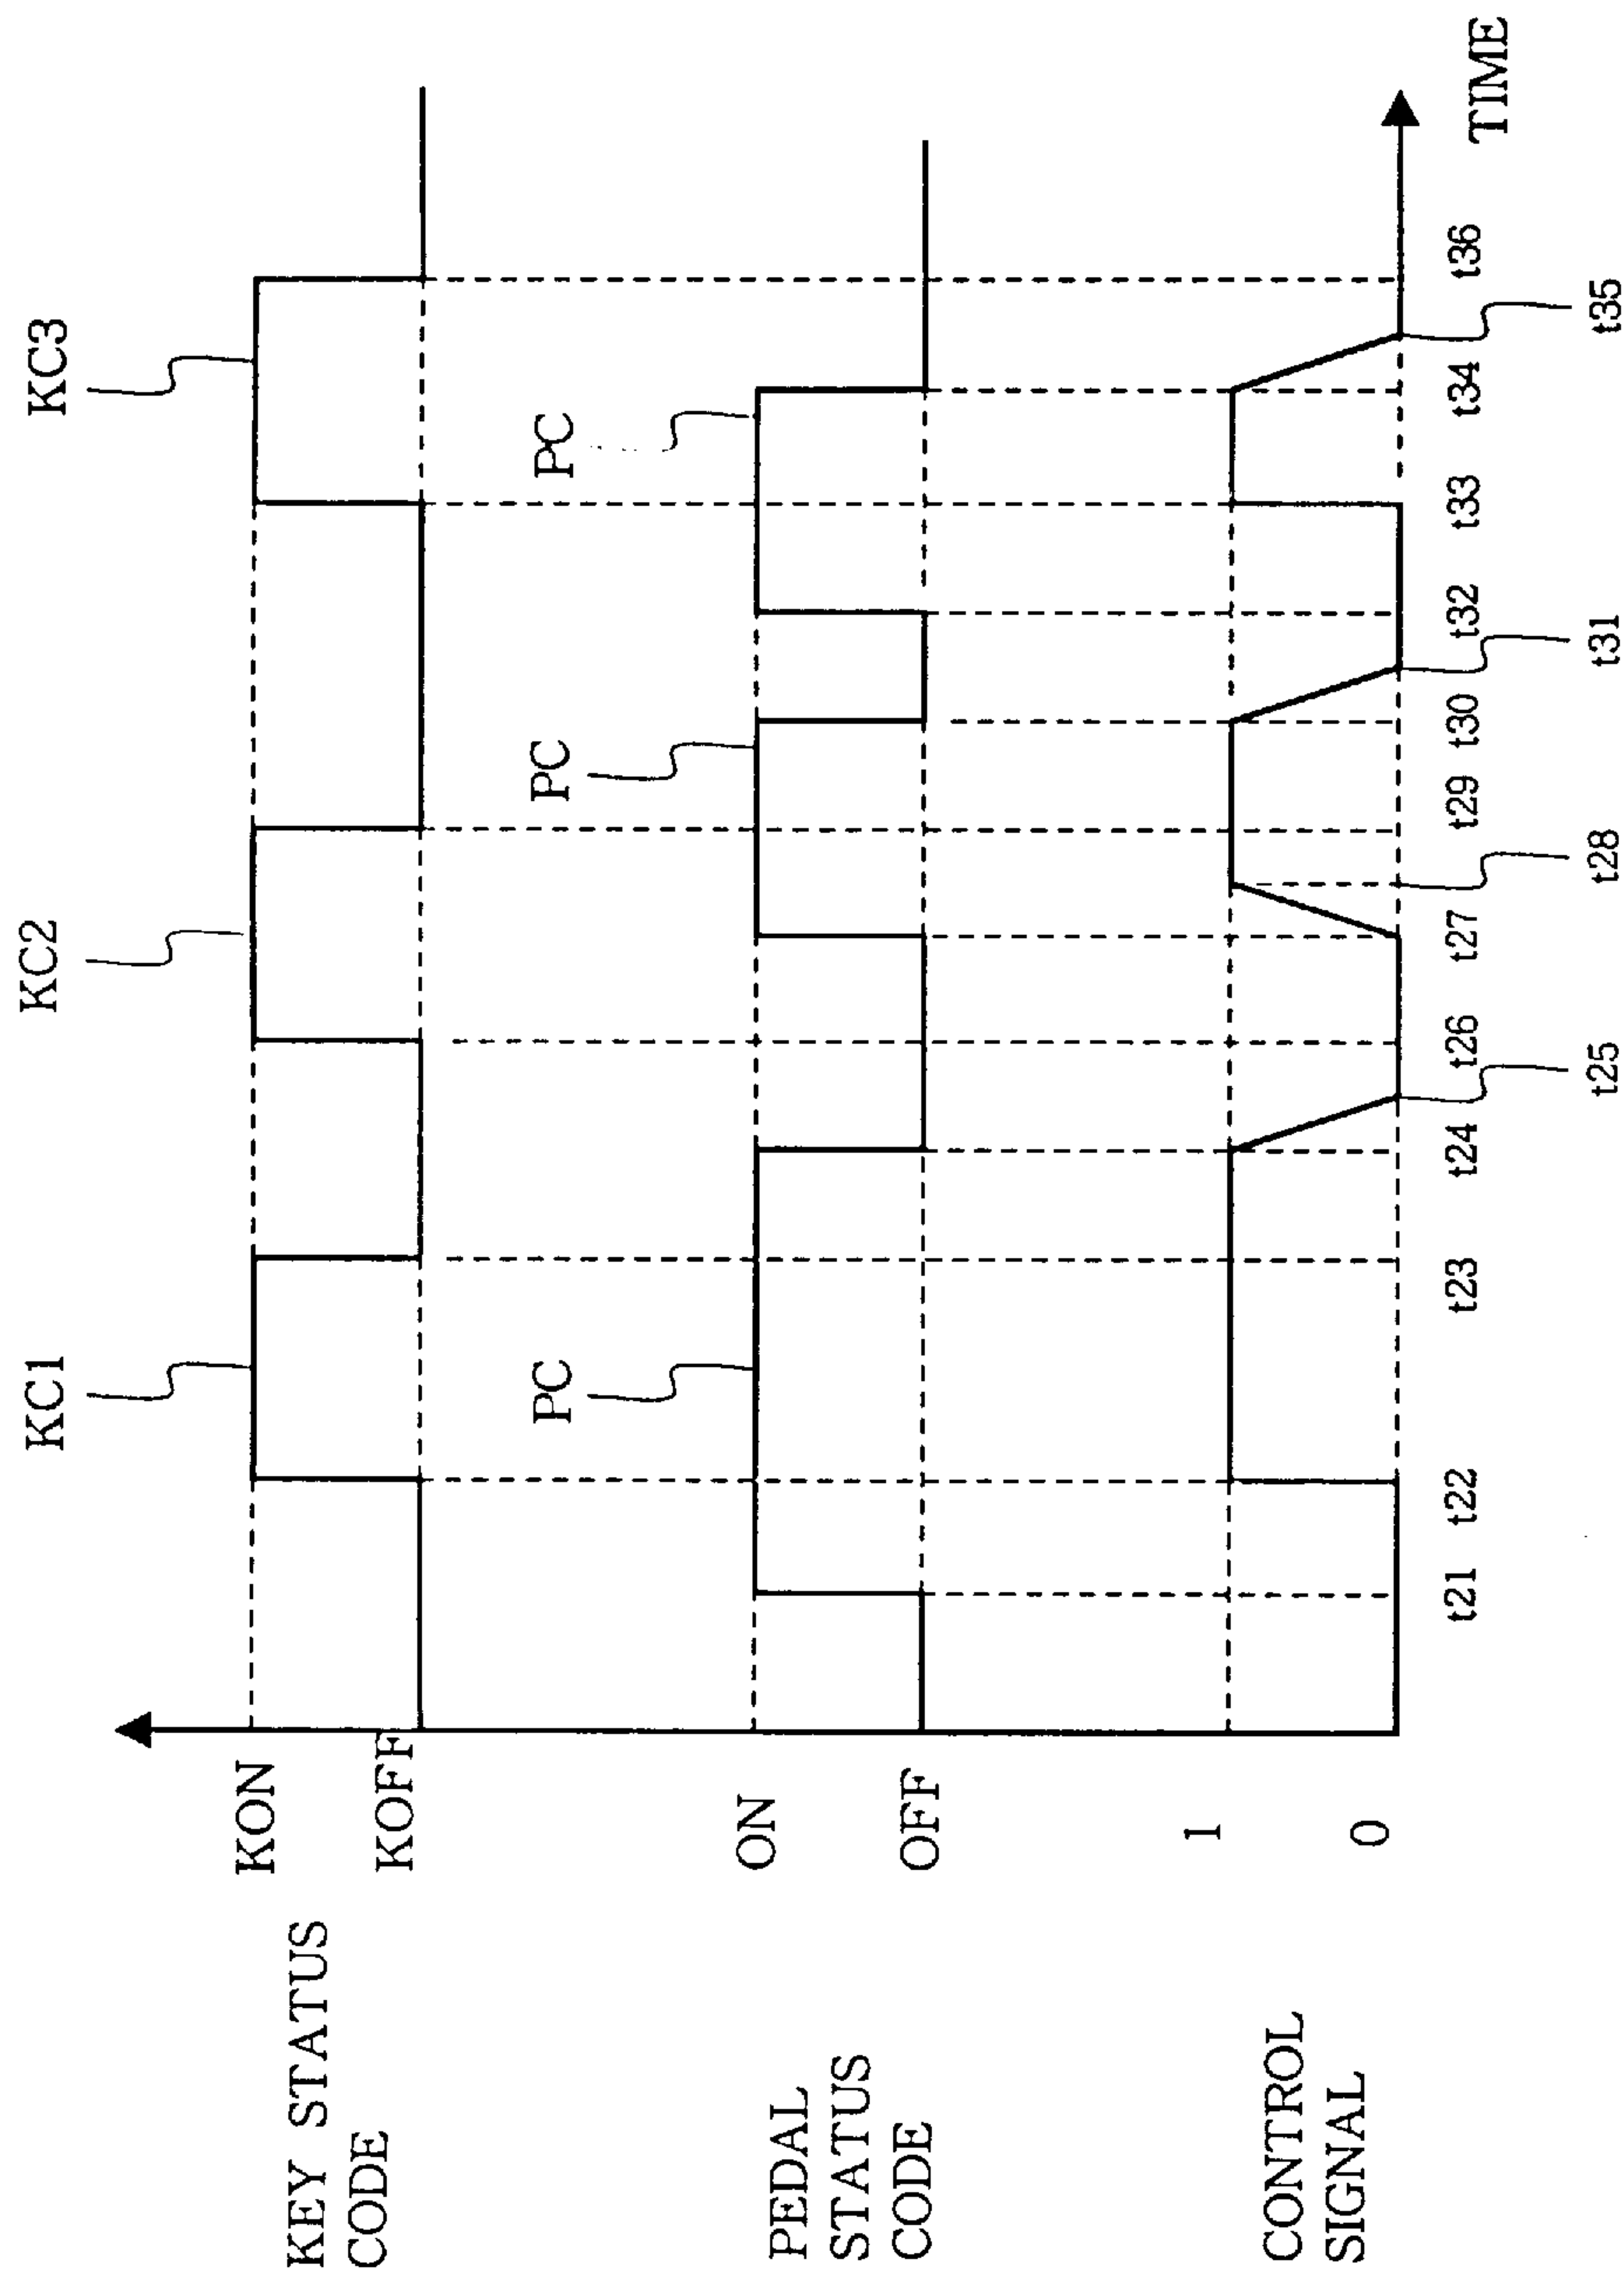 KC1
KC2
KC3
KEY STATUS
CODE
KON
KOFF
PC
PC
PC
PEDAL
STATUS
CODE
ON
OFF
CONTROL
SIGNAL
1
0
t21
t22
t23
t24
t26
t27
t29
t30
t32
t33
t34
t36
TIME
t25
t28
t31
t35